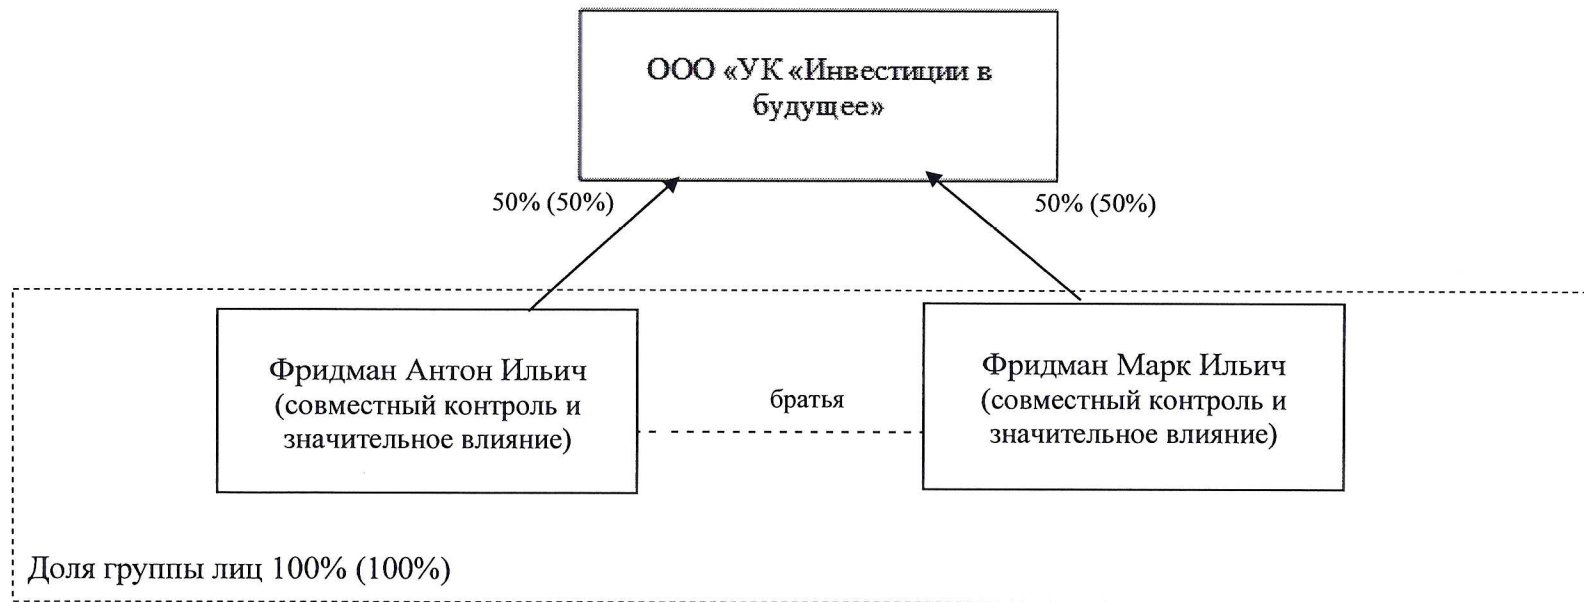 ООО «УК «Инвестиции в
будущее»
50% (50%)
50% (50%)
Фридман Антон Ильич
(совместный контроль и
значительное влияние)
братья
Фридман Марк Ильич
(совместный контроль и
значительное влияние)
Доля группы лиц 100% (100%)